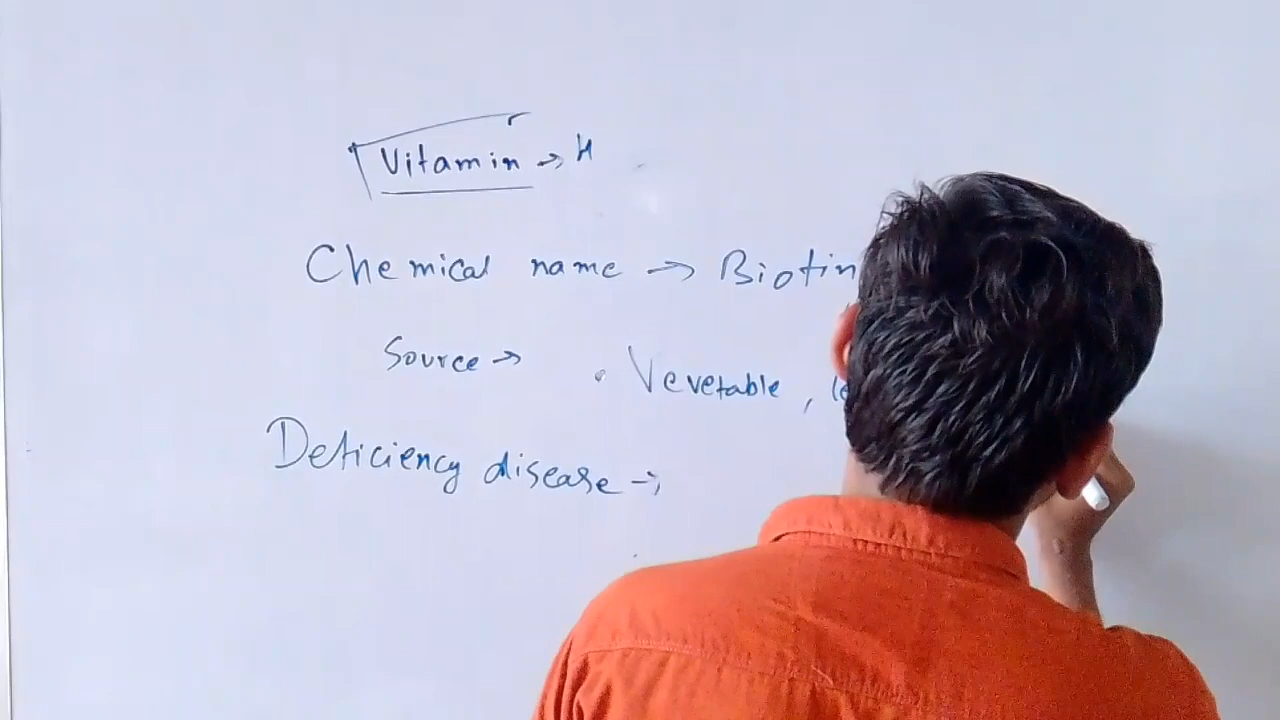 Vitamin → H
Chemical name → Biotin
Source → • Vevetable ,
Deficiency disease →